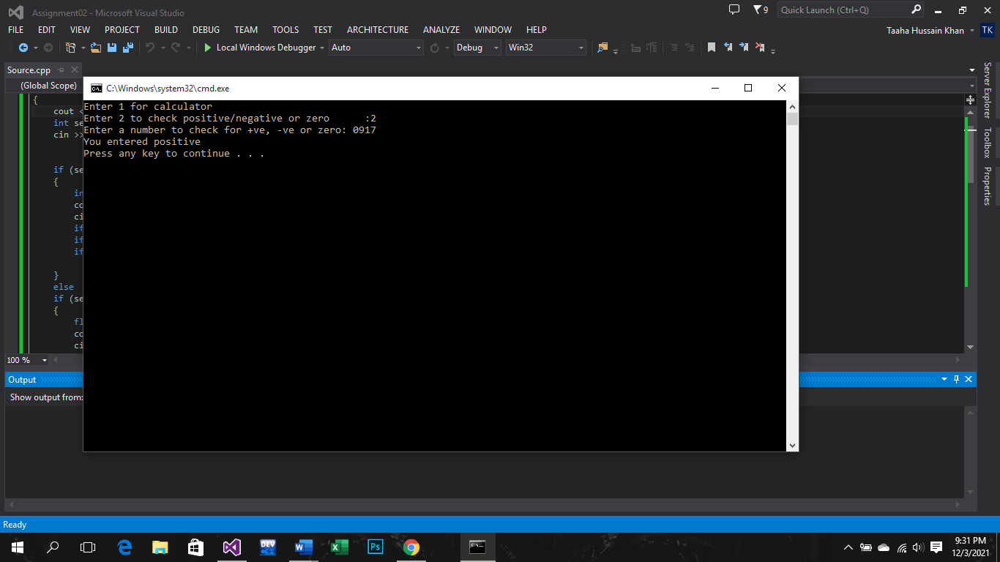 Assignment02 - Microsoft Visual Studio
9
Quick Launch (Ctrl+Q)
FILE EDIT VIEW PROJECT BUILD DEBUG TEAM TOOLS TEST ARCHITECTURE ANALYZE WINDOW HELP
Taaha Hussain Khan TK
Local Windows Debugger Auto Debug Win32
Source.cpp
(Global Scope)
C:\Windows\system32\cmd.exe
Enter 1 for calculator
Enter 2 to check positive/negative or zero :2
Enter a number to check for +ve, -ve or zero: 0917
You entered positive
Press any key to continue . . .
{
cout <
int se
cin >>
if (se
{
in
co
ci
if
if
if
}
else
if (se
{
fl
co
ci
100 %
Server Explorer
Toolbox
Properties
Output
Show output from:
Ready
DEV
C++
Ps
C:\.
9:31 PM
12/3/2021